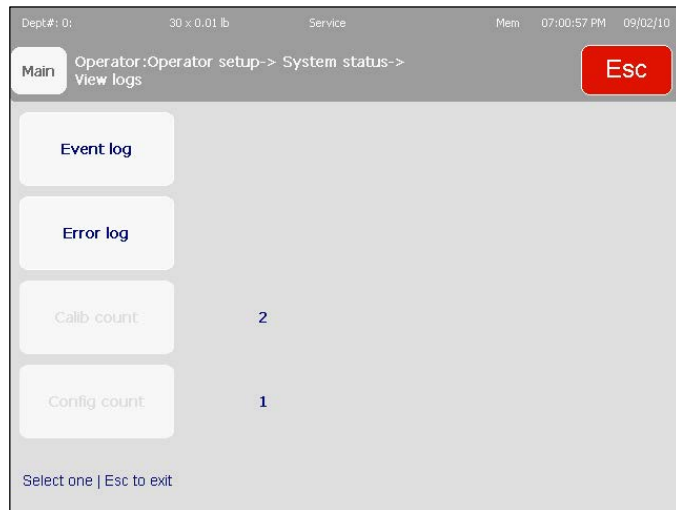 Dept#: 0: 30 x 0.01 lb Service Mem 07:00:57 PM 09/02/10
Main
Operator:Operator setup-> System status->
View logs
Esc
Event log
Error log
Calib count 2
Config count 1
Select one | Esc to exit